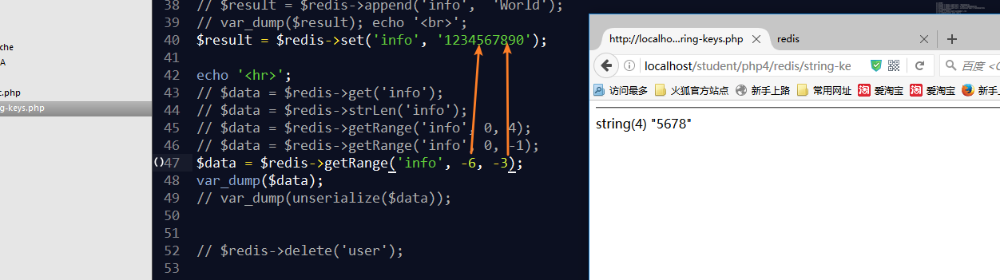 che
A
t.php
ng-keys.php
38 // $result = $redis->append('info',  'World');
39 // var_dump($result); echo '<br>';
40 $result = $redis->set('info', '1234567890');
41
42 echo '<hr>';
43 // $data = $redis->get('info');
44 // $data = $redis->strLen('info');
45 // $data = $redis->getRange('info', 0, 4);
46 // $data = $redis->getRange('info', 0, -1);
()47 $data = $redis->getRange('info', -6, -3);
48 var_dump($data);
49 // var_dump(unserialize($data));
50
51
52 // $redis->delete('user');
53
http://localho...ring-keys.php
redis
localhost/student/php4/redis/string-ke
百度 <C
访问最多 火狐官方站点 新手上路 常用网址 淘 爱淘宝 淘 爱淘宝 新手上
string(4) "5678"